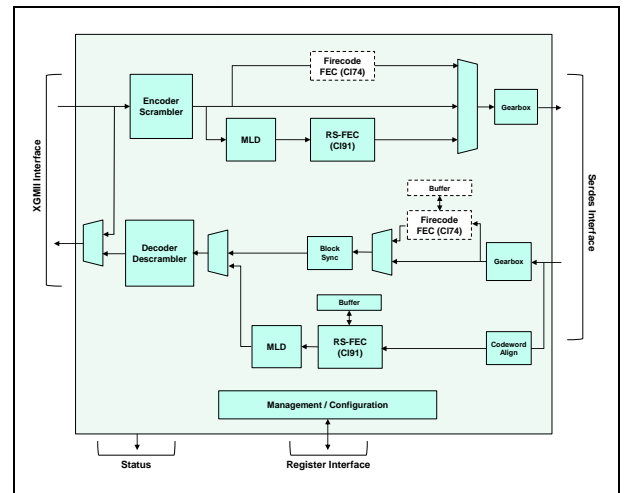 Firecode
FEC (Cl74)
Encoder
Scrambler
Gearbox
MLD
RS-FEC
(Cl91)
XGMII Interface
Serdes Interface
Buffer
Firecode
FEC (Cl74)
Decoder
Descrambler
Block
Sync
Gearbox
Buffer
MLD
RS-FEC
(Cl91)
Codeword
Align
Management / Configuration
Status
Register Interface